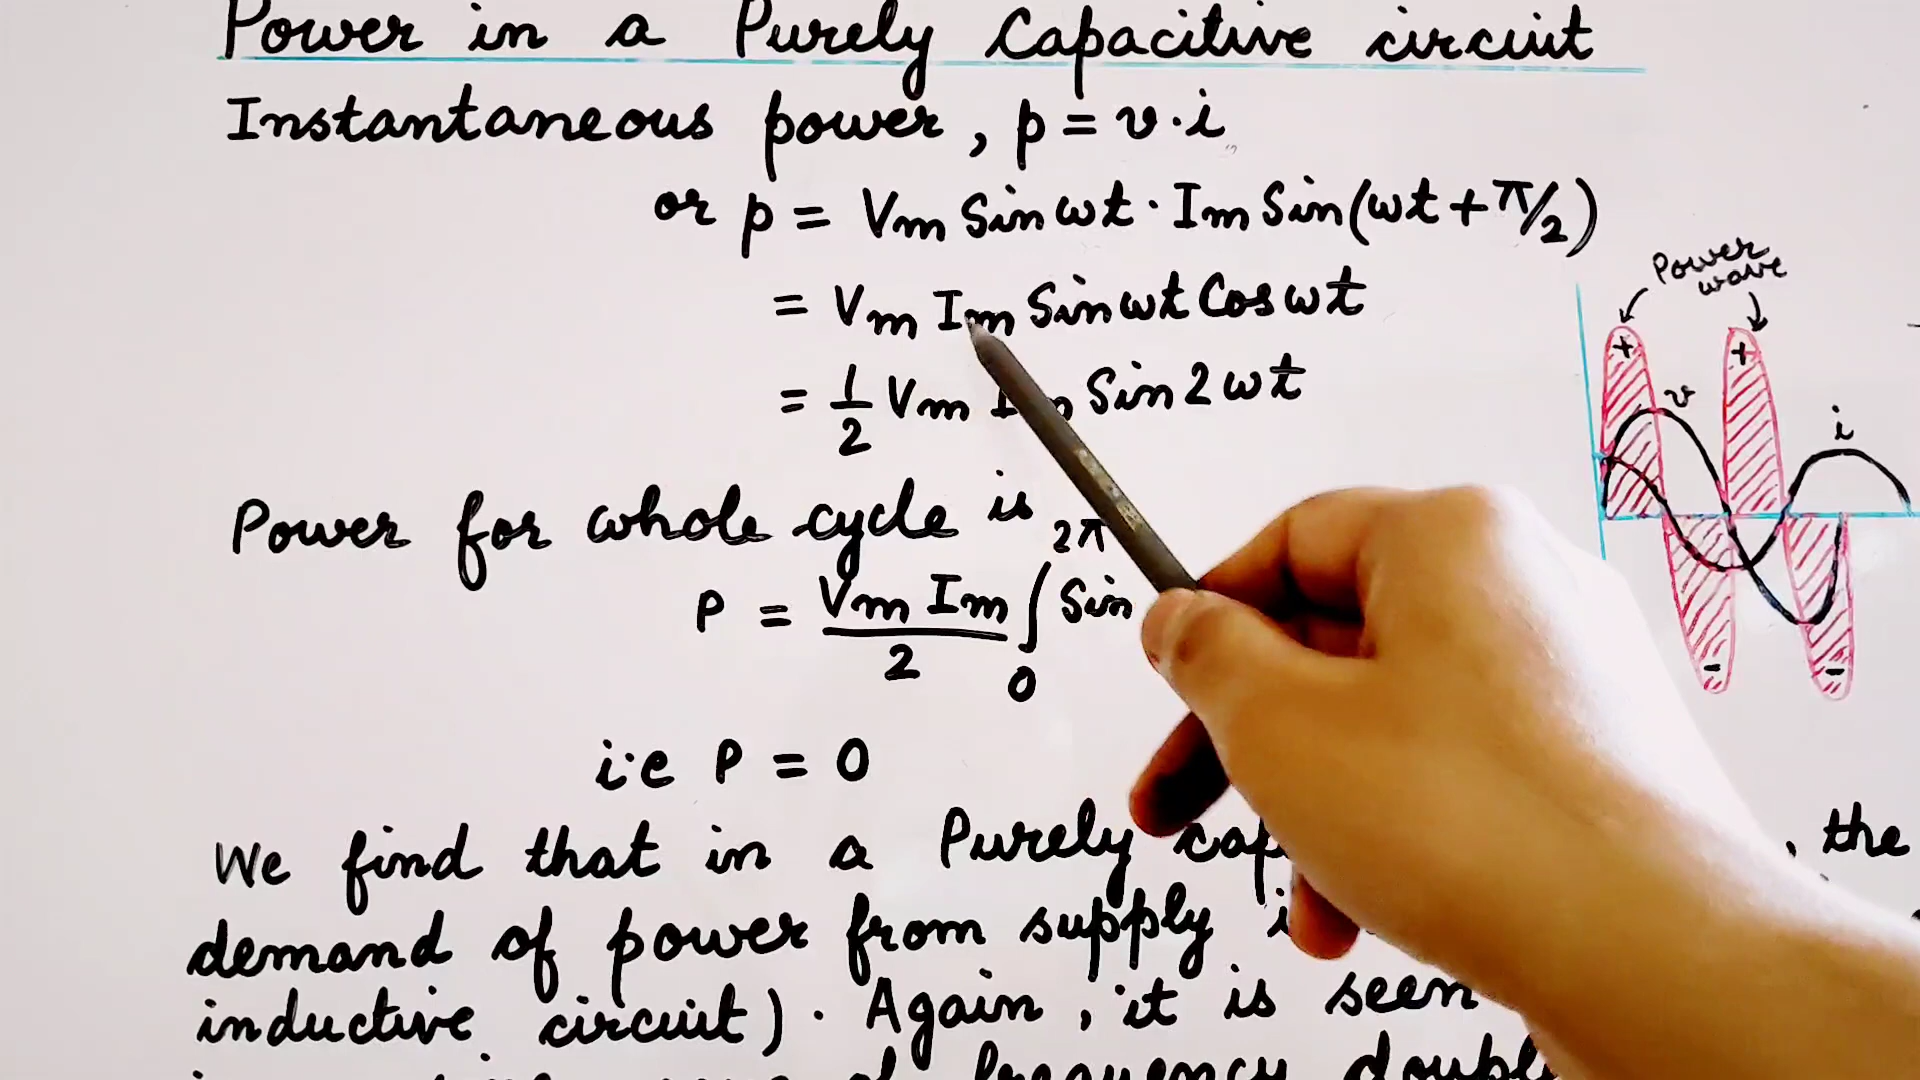 Power in a Purely Capacitive circuit
Instantaneous power, p = v·i
or p = Vm Sin ωt · Im Sin(ωt + π/2)
= Vm Im Sin ωt Cos ωt
= 1/2 Vm Im Sin 2ωt
Power wave
+ +
v
i
- -
Power for whole cycle is
P = Vm Im / 2 ∫ 0 2π Sin
i.e P = 0
We find that in a Purely the
demand of power from supply
inductive circuit). Again, it is seen
frequency